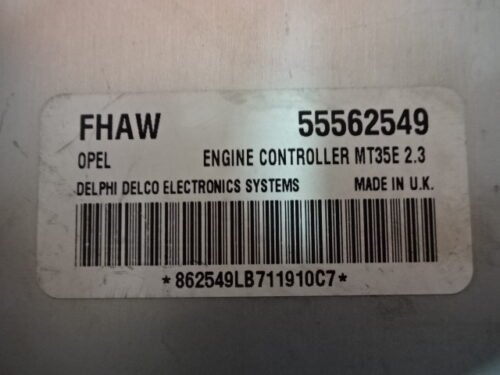 FHAW 55562549
OPEL ENGINE CONTROLLER MT35E 2.3
DELPHI DELCO ELECTRONICS SYSTEMS MADE IN U.K.
*862549LB711910C7*